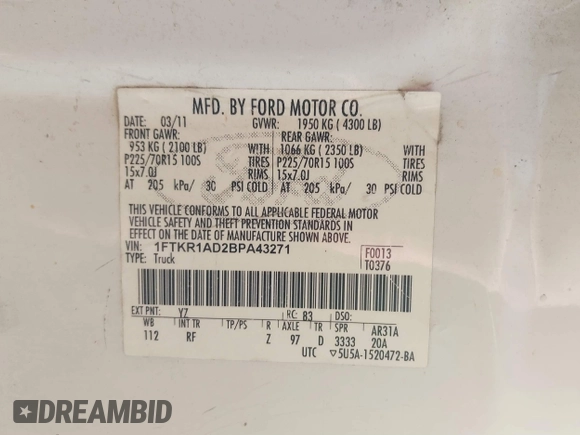 MFD. BY FORD MOTOR CO.
DATE: 03/11 GVWR: 1950 KG ( 4300 LB)
FRONT GAWR: REAR GAWR:
953 KG ( 2100 LB) WITH 1066 KG ( 2350 LB) WITH
P225/70R15 100S TIRES P225/70R15 100S TIRES
15x7.0J RIMS 15x7.0J RIMS
AT 205 kPa/ 30 PSI COLD AT 205 kPa/ 30 PSI COLD
THIS VEHICLE CONFORMS TO ALL APPLICABLE FEDERAL MOTOR
VEHICLE SAFETY AND THEFT PREVENTION STANDARDS IN EFFECT
ON THE DATE OF MANUFACTURE SHOWN ABOVE.
VIN: 1FTKR1AD2BPA43271 F0013
TYPE: Truck T0376
EXT PNT: YZ RC: 83 DSO:
WB INT TR TP/PS R AXLE TR SPR AR31A
112 RF Z 97 D 3333 20A
UTC ▽5U5A-1520472-BA
DREAMBID